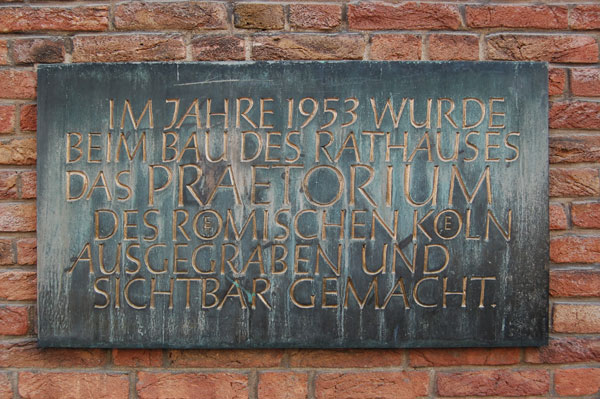 IM JAHRE 1953 WURDE
BEIM BAU DES RATHAUSES
DAS PRAETORIUM
DES RÖMISCHEN KÖLN
AUSGEGRABEN UND
SICHTBAR GEMACHT.